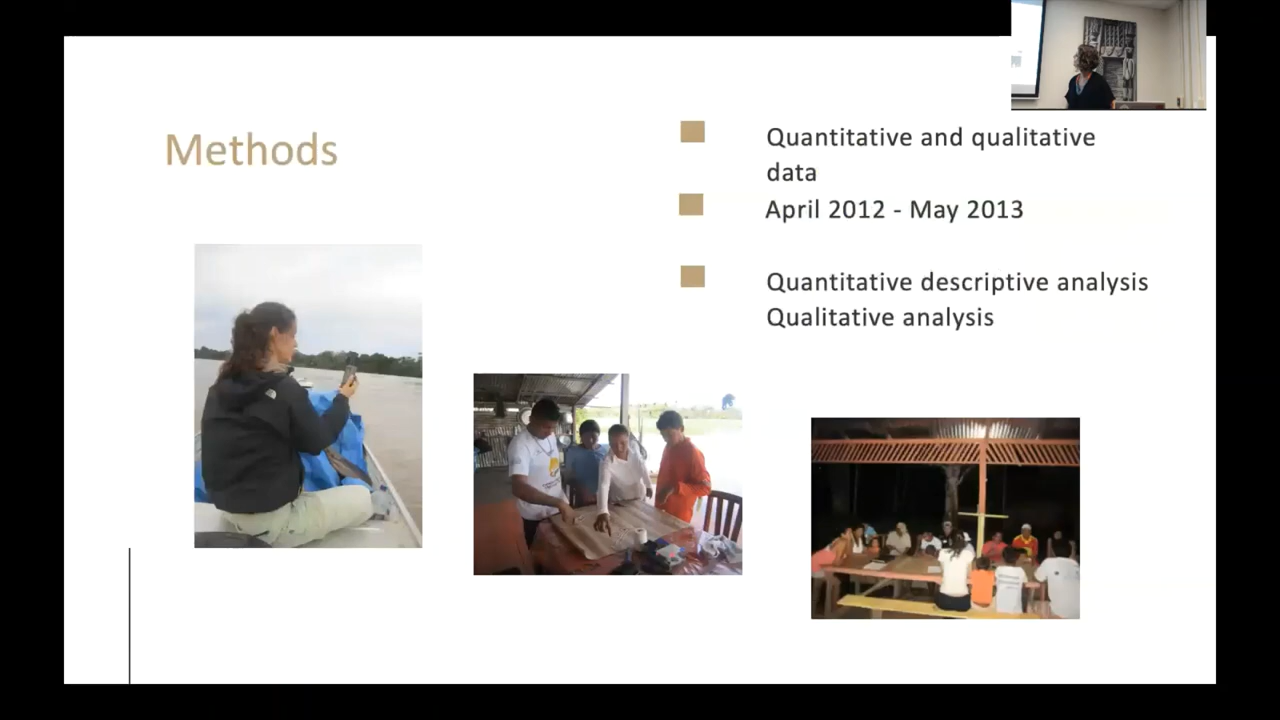 Methods
Quantitative and qualitative
data
April 2012 - May 2013
Quantitative descriptive analysis
Qualitative analysis